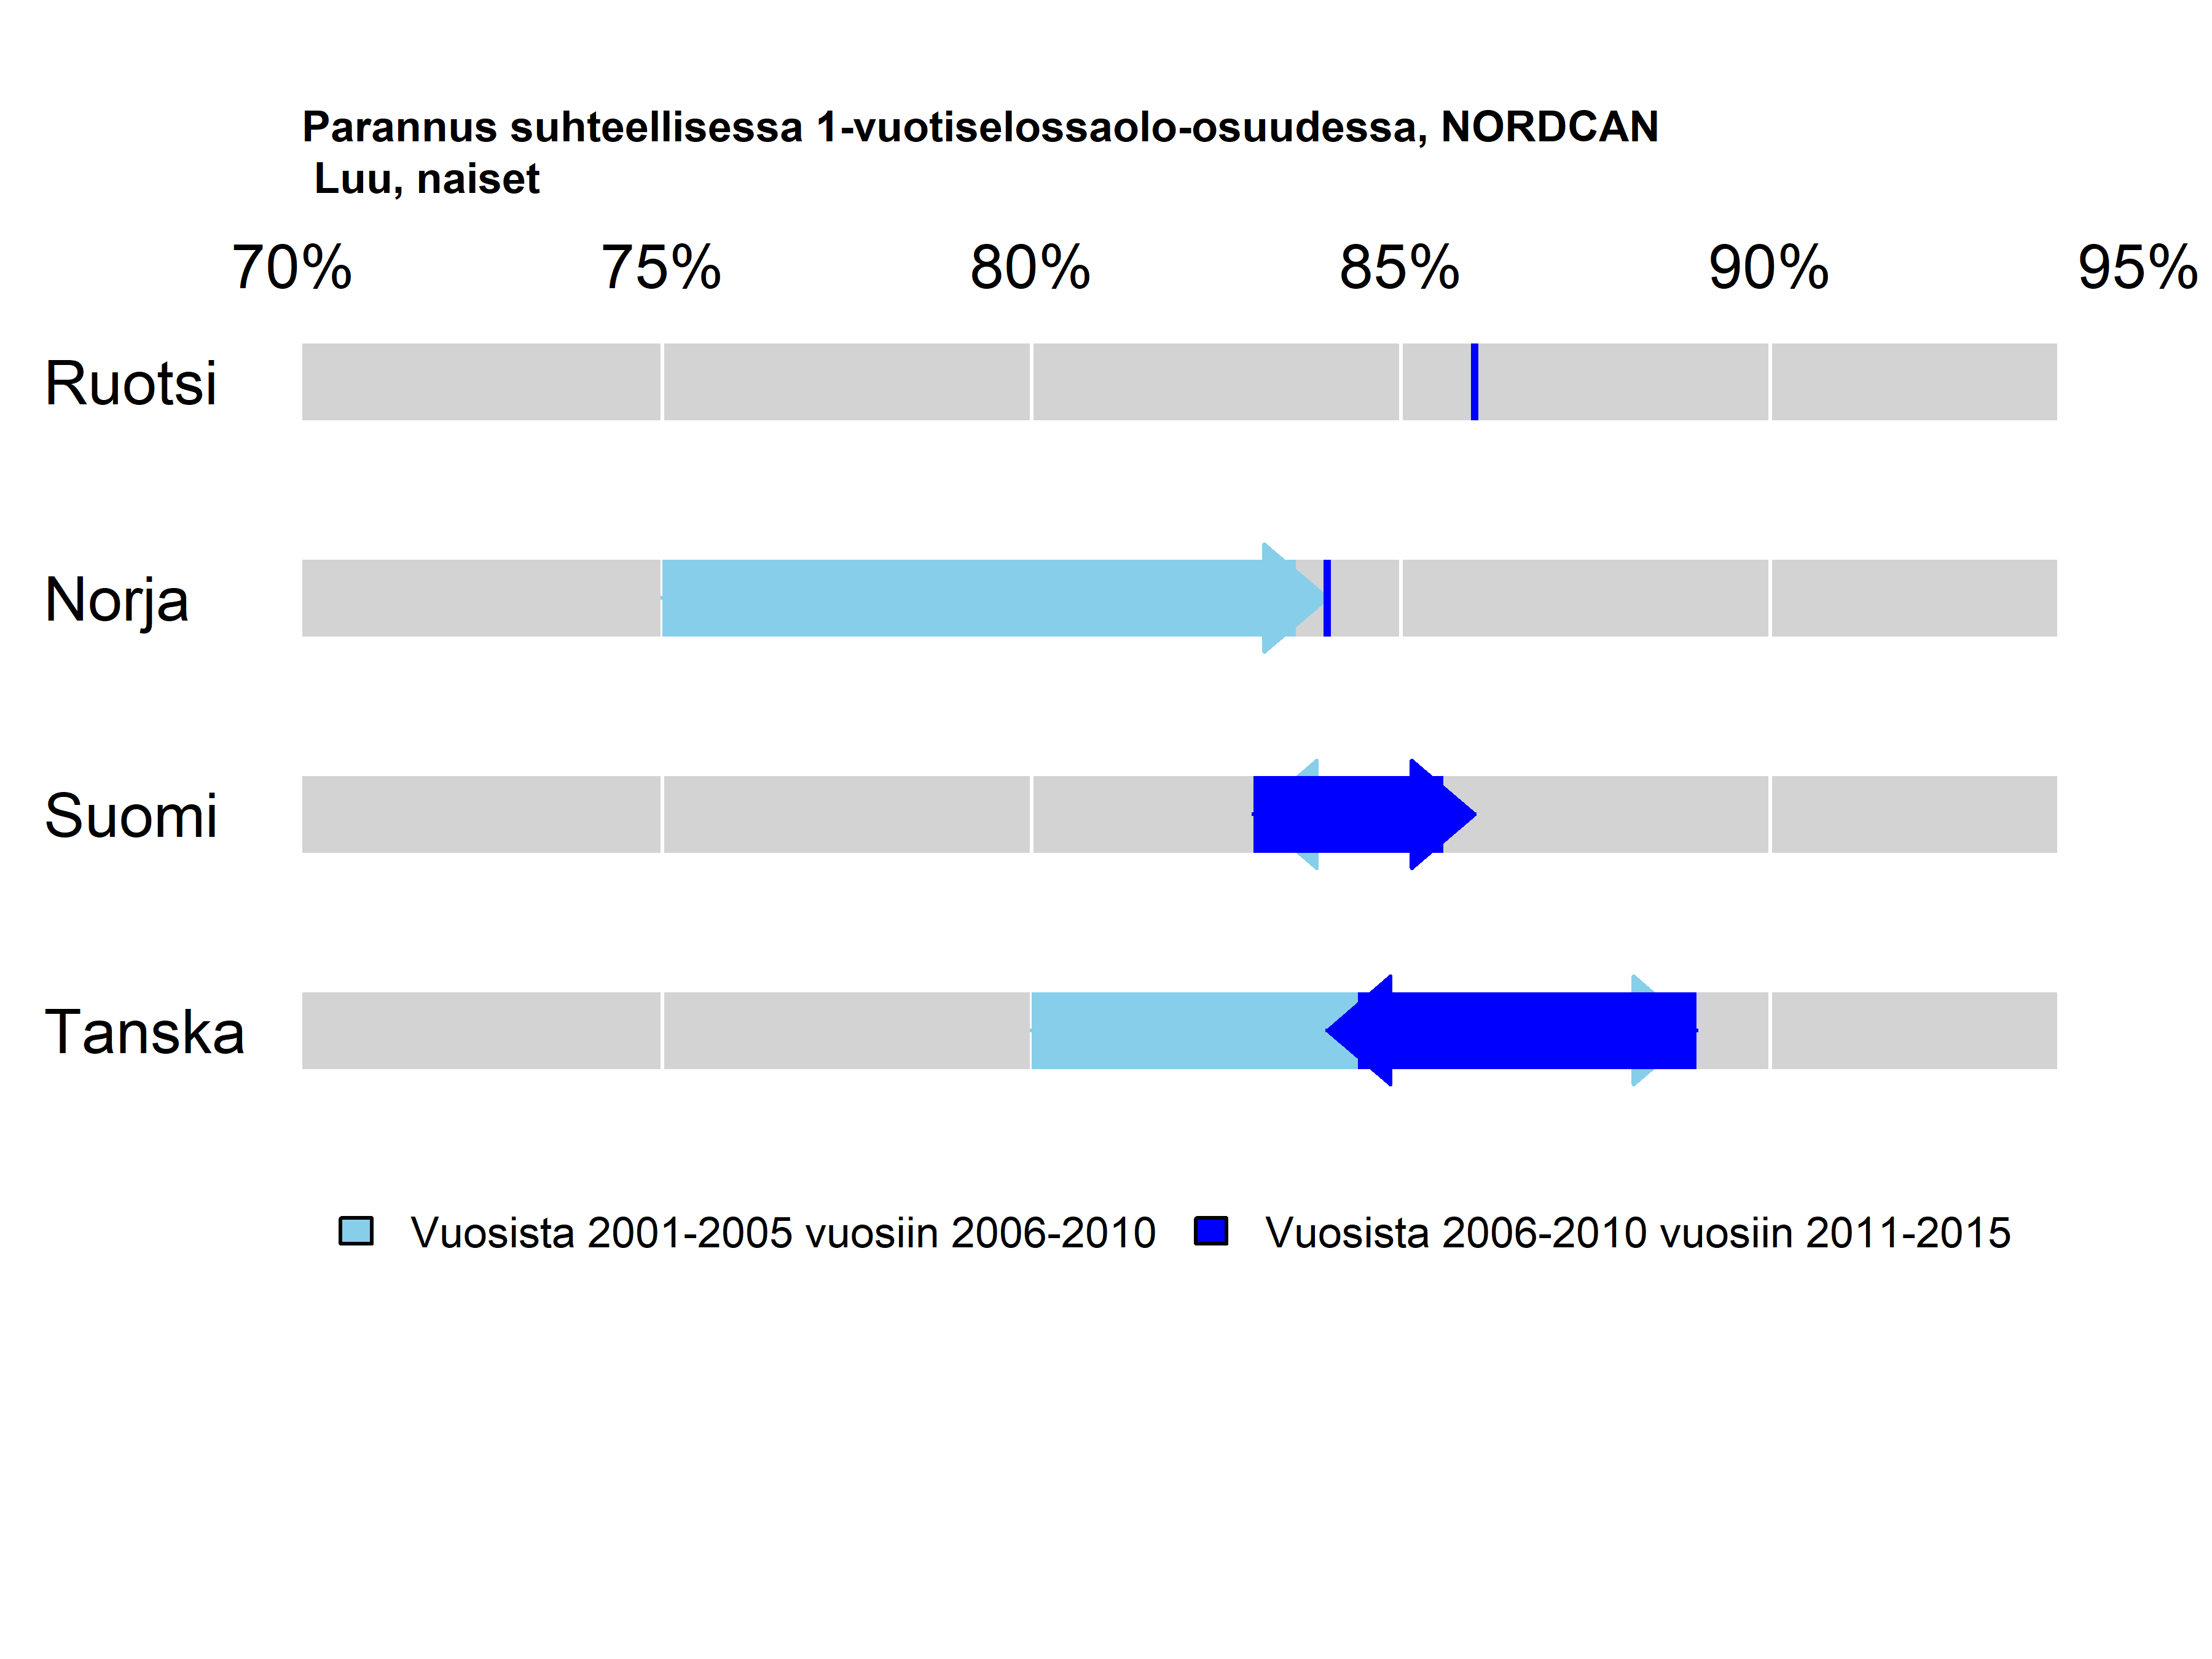 Parannus suhteellisessa 1-vuotiselossaolo-osuudessa, NORDCAN
Luu, naiset
70% 75% 80% 85% 90% 95%
Ruotsi
Norja
Suomi
Tanska
Vuosista 2001-2005 vuosiin 2006-2010 Vuosista 2006-2010 vuosiin 2011-2015